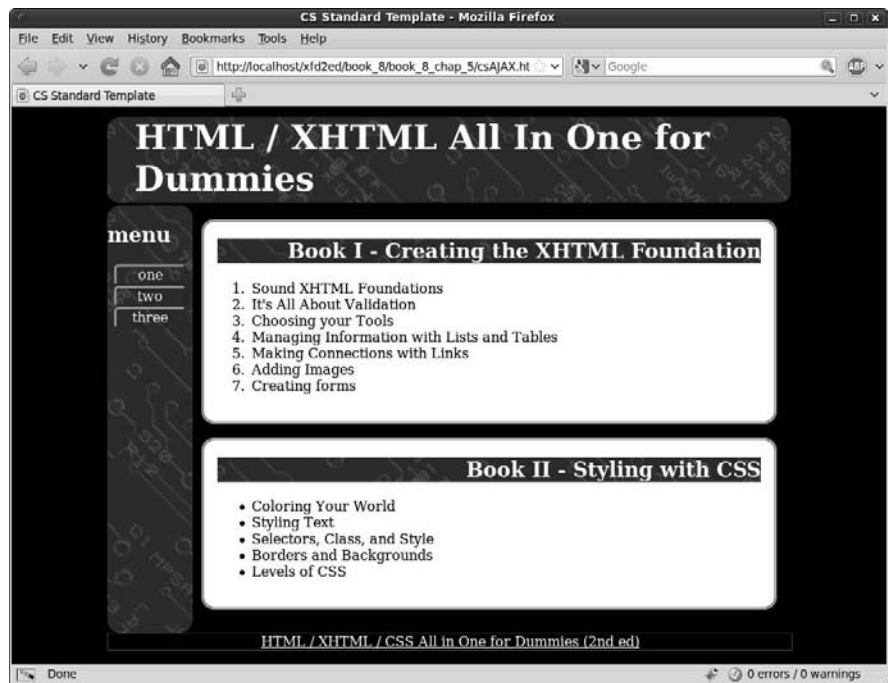 CS Standard Template - Mozilla Firefox
File Edit View History Bookmarks Tools Help
http://localhost/xfd2ed/book_8/book_8_chap_5/csAJAX.ht
Google
ABP
CS Standard Template
HTML / XHTML All In One for
Dummies
menu
one
two
three
Book I - Creating the XHTML Foundation
1. Sound XHTML Foundations
2. It's All About Validation
3. Choosing your Tools
4. Managing Information with Lists and Tables
5. Making Connections with Links
6. Adding Images
7. Creating forms
Book II - Styling with CSS
• Coloring Your World
• Styling Text
• Selectors, Class, and Style
• Borders and Backgrounds
• Levels of CSS
HTML / XHTML / CSS All in One for Dummies (2nd ed)
Done
0 errors / 0 warnings